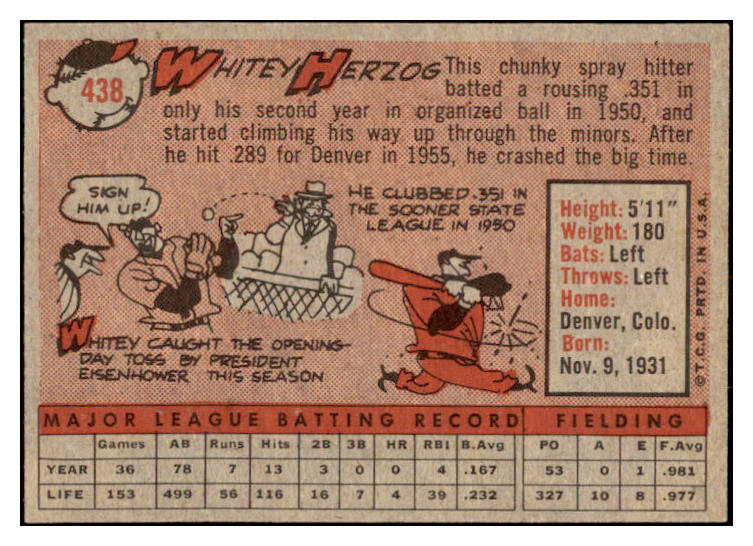 438
WHITEY HERZOG
This chunky spray hitter
batted a rousing .351 in
only his second year in organized ball in 1950, and
started climbing his way up through the minors. After
he hit .289 for Denver in 1955, he crashed the big time.
SIGN
HIM UP!
HE CLUBBED .351 IN
THE SOONER STATE
LEAGUE IN 1950
WHITEY CAUGHT THE OPENING-
DAY TOSS BY PRESIDENT
EISENHOWER THIS SEASON
Height: 5'11"
Weight: 180
Bats: Left
Throws: Left
Home:
Denver, Colo.
Born:
Nov. 9, 1931
© T.C.G. PRTD. IN U.S.A.
MAJOR LEAGUE BATTING RECORD FIELDING
Games AB Runs Hits 2B 3B HR RBI B.Avg PO A E F.Avg
YEAR 36 78 7 13 3 0 0 4 .167 53 0 1 .981
LIFE 153 499 56 116 16 7 4 39 .232 327 10 8 .977